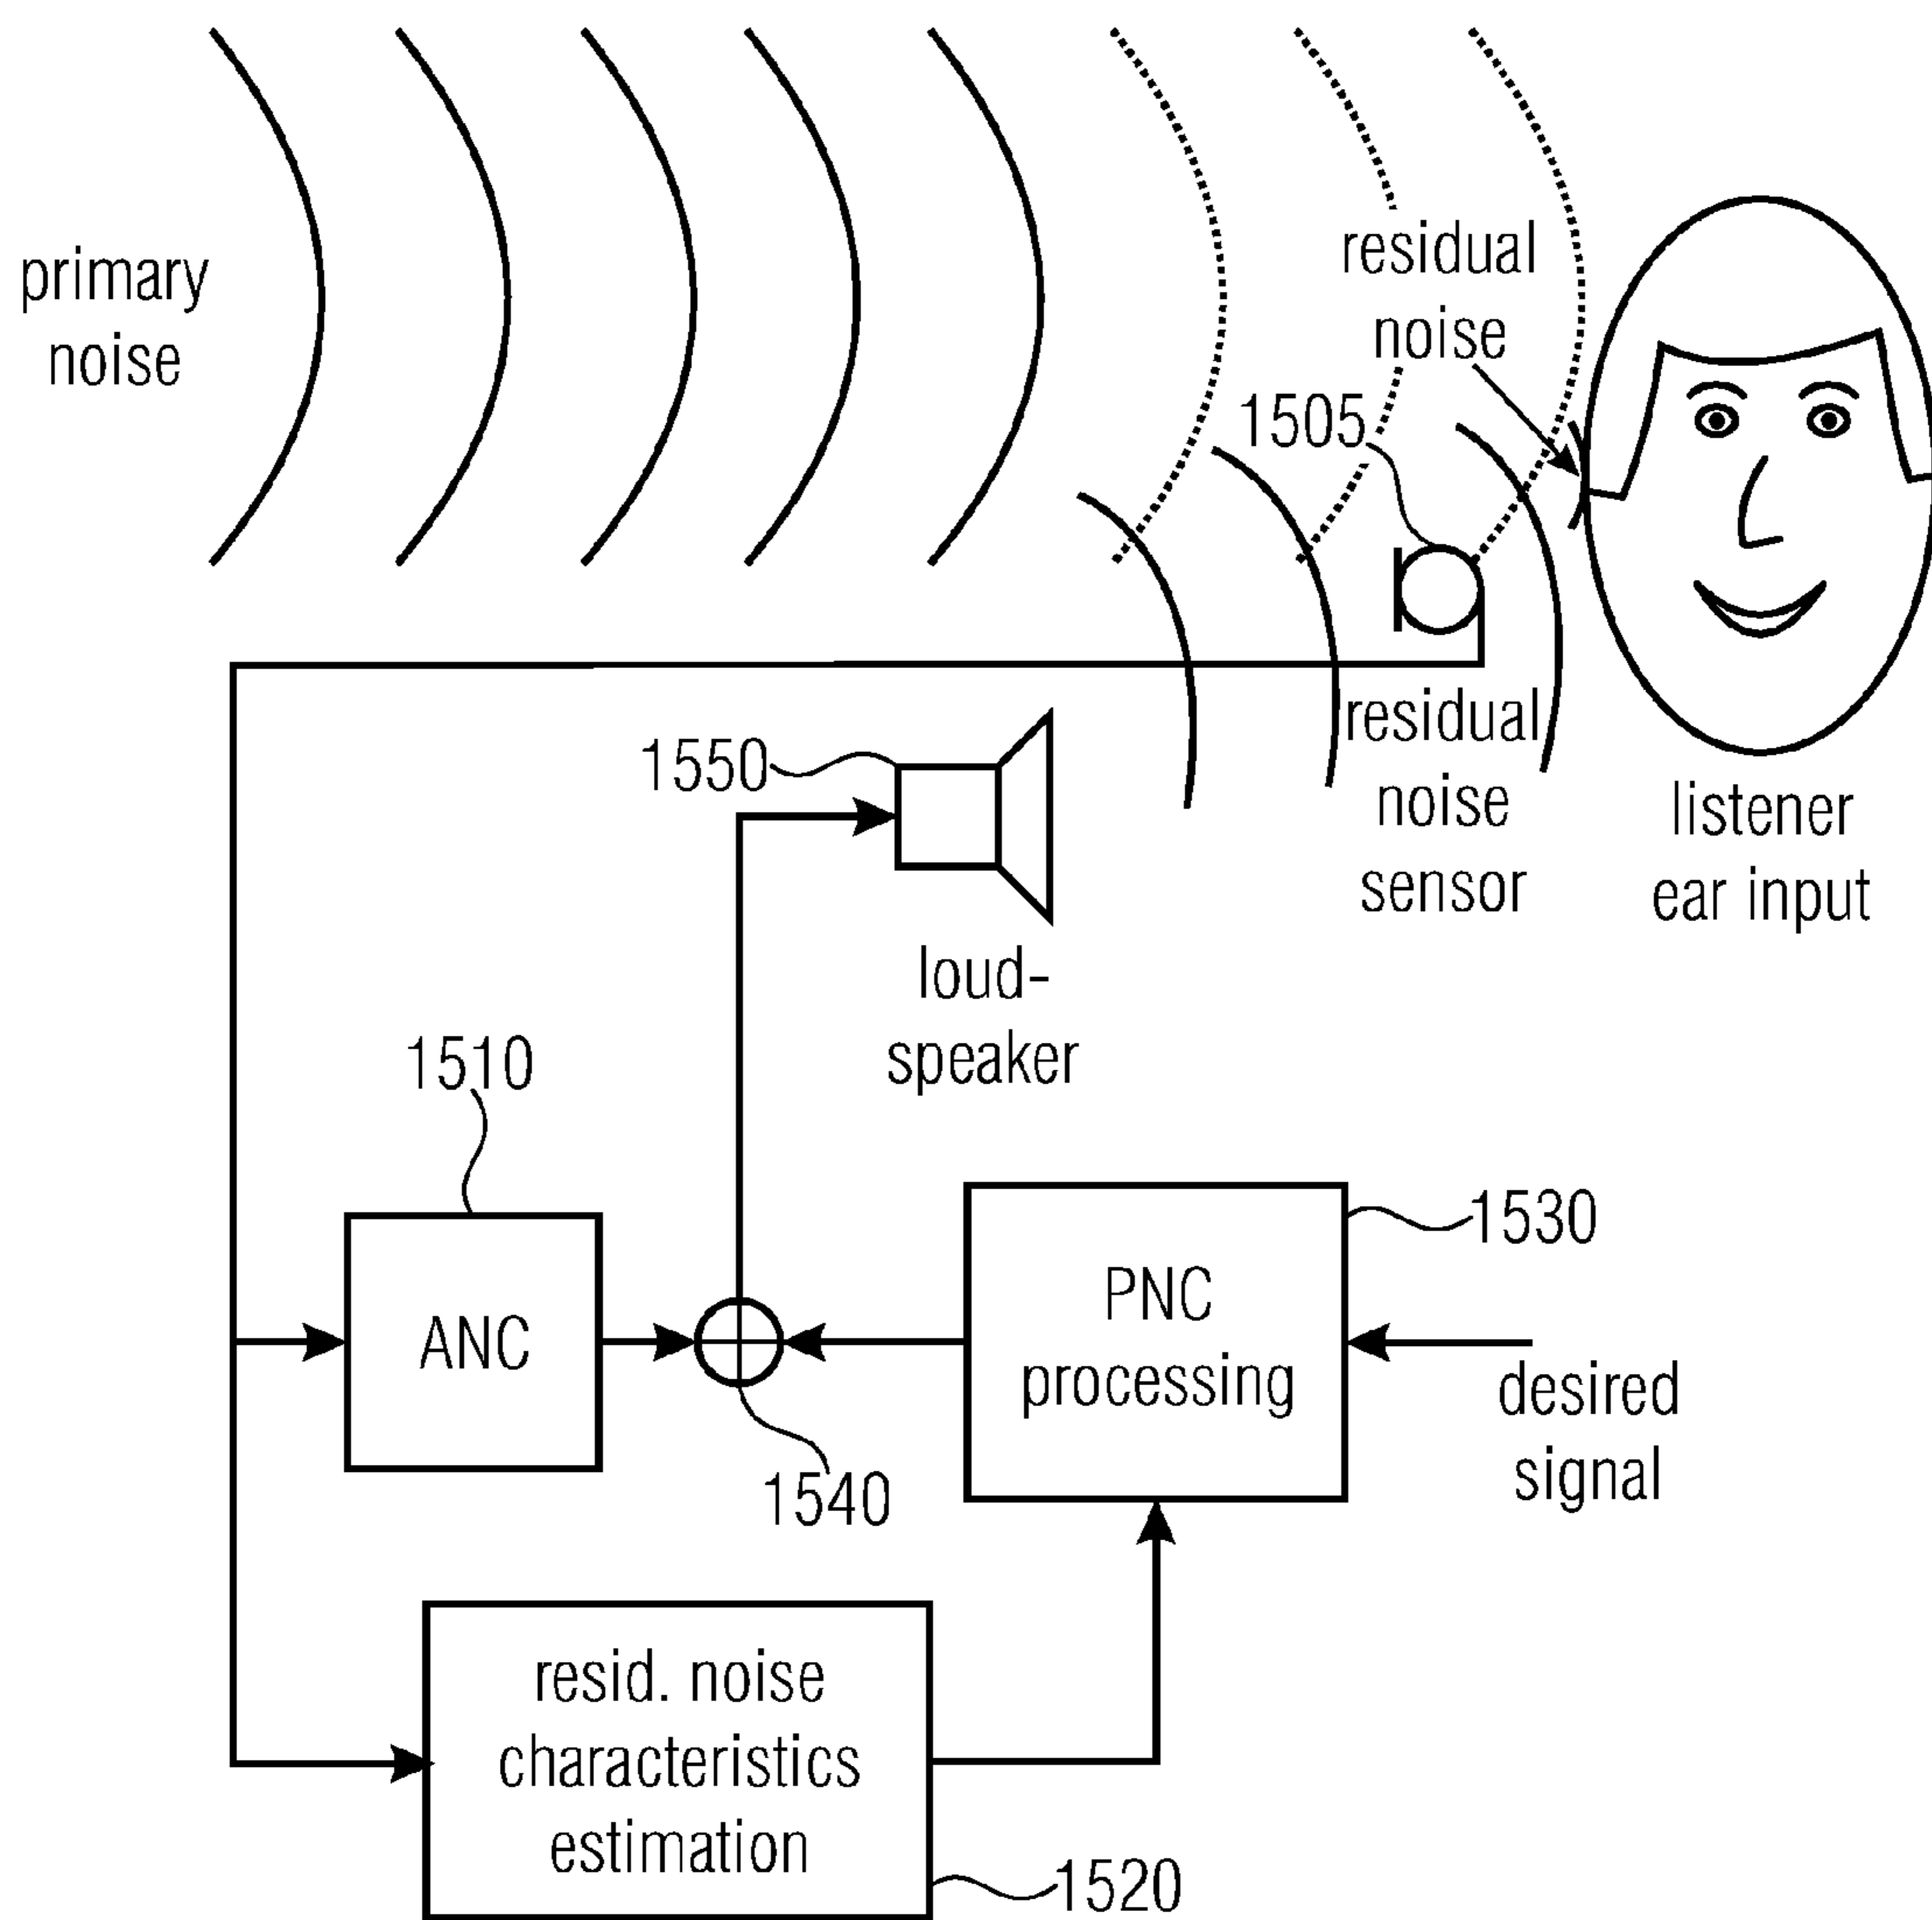 primary
noise
residual
noise
1505
residual
noise
sensor
listener
ear input
1550
loud-
speaker
1510
ANC
1540
PNC
processing
1530
desired
signal
resid. noise
characteristics
estimation
1520